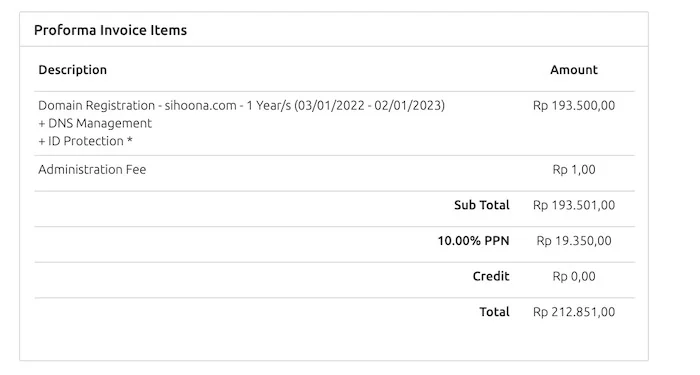 Proforma Invoice Items
Description Amount
Domain Registration - sihoona.com - 1 Year/s (03/01/2022 - 02/01/2023) Rp 193.500,00
+ DNS Management
+ ID Protection *
Administration Fee Rp 1,00
Sub Total Rp 193.501,00
10.00% PPN Rp 19.350,00
Credit Rp 0,00
Total Rp 212.851,00